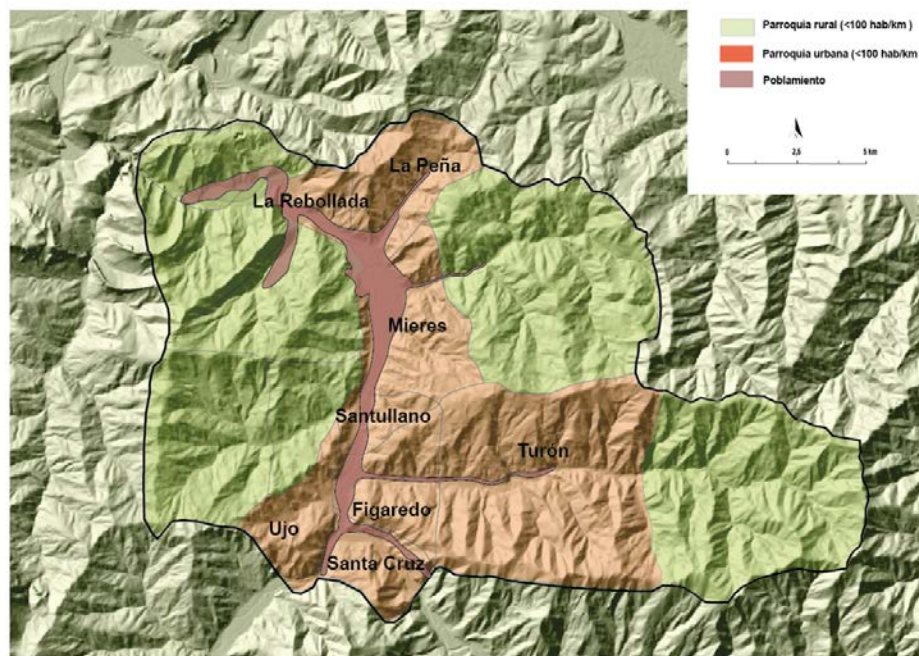 Parroquia rural (<100 hab/km )
Parroquia urbana (<100 hab/km
Poblamiento
0 2,5 5 km
La Peña
La Rebollada
Mieres
Santullano
Turón
Figaredo
Ujo
Santa Cruz